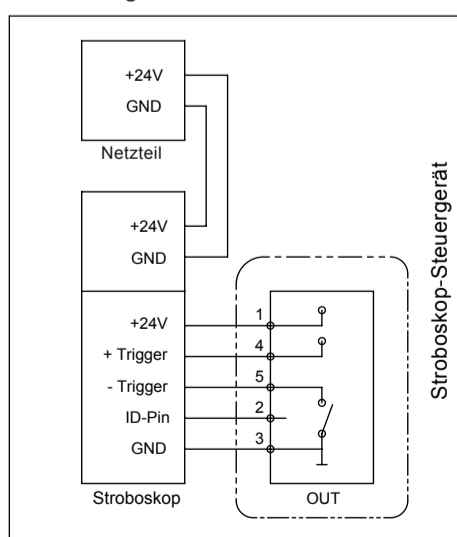 +24V
GND
Netzteil
+24V
GND
+24V
+ Trigger
- Trigger
ID-Pin
GND
Stroboskop
1
4
5
2
3
OUT
Stroboskop-Steuergerät